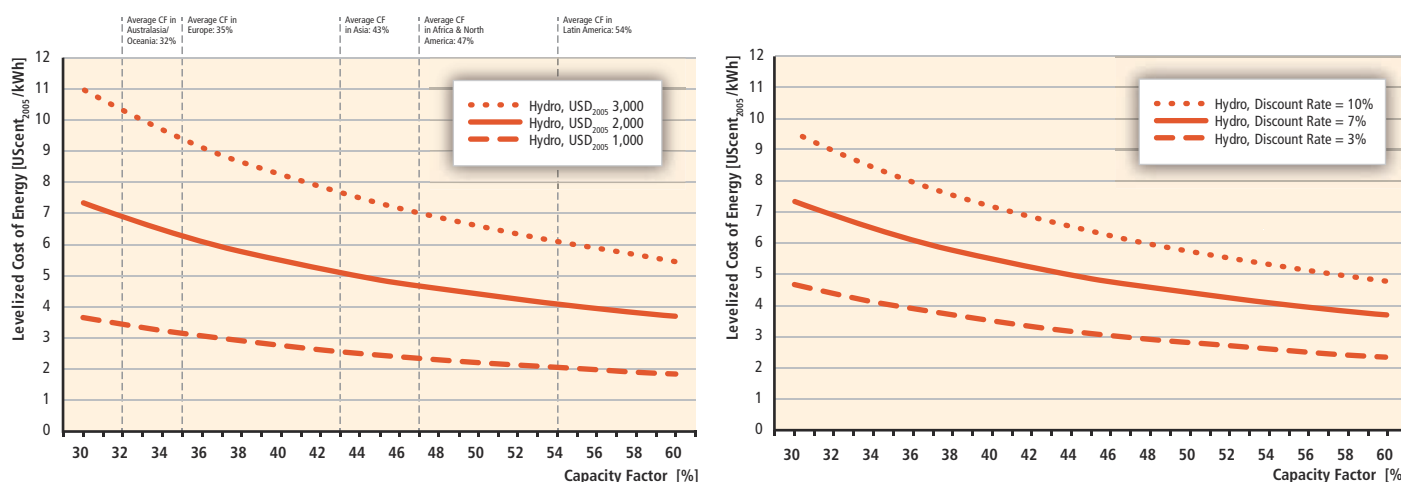 Average CF in
Australasia/
Oceania: 32%
Average CF in
Europe: 35%
Average CF
in Asia: 43%
Average CF
in Africa & North
America: 47%
Average CF in
Latin America: 54%
Levelized Cost of Energy [UScent2005/kWh]
12
11
10
9
8
7
6
5
4
3
2
1
0
Hydro, USD2005 3,000
Hydro, USD2005 2,000
Hydro, USD2005 1,000
30 32 34 36 38 40 42 44 46 48 50 52 54 56 58 60
Capacity Factor [%]
Levelized Cost of Energy [UScent2005/kWh]
12
11
10
9
8
7
6
5
4
3
2
1
0
Hydro, Discount Rate = 10%
Hydro, Discount Rate = 7%
Hydro, Discount Rate = 3%
30 32 34 36 38 40 42 44 46 48 50 52 54 56 58 60
Capacity Factor [%